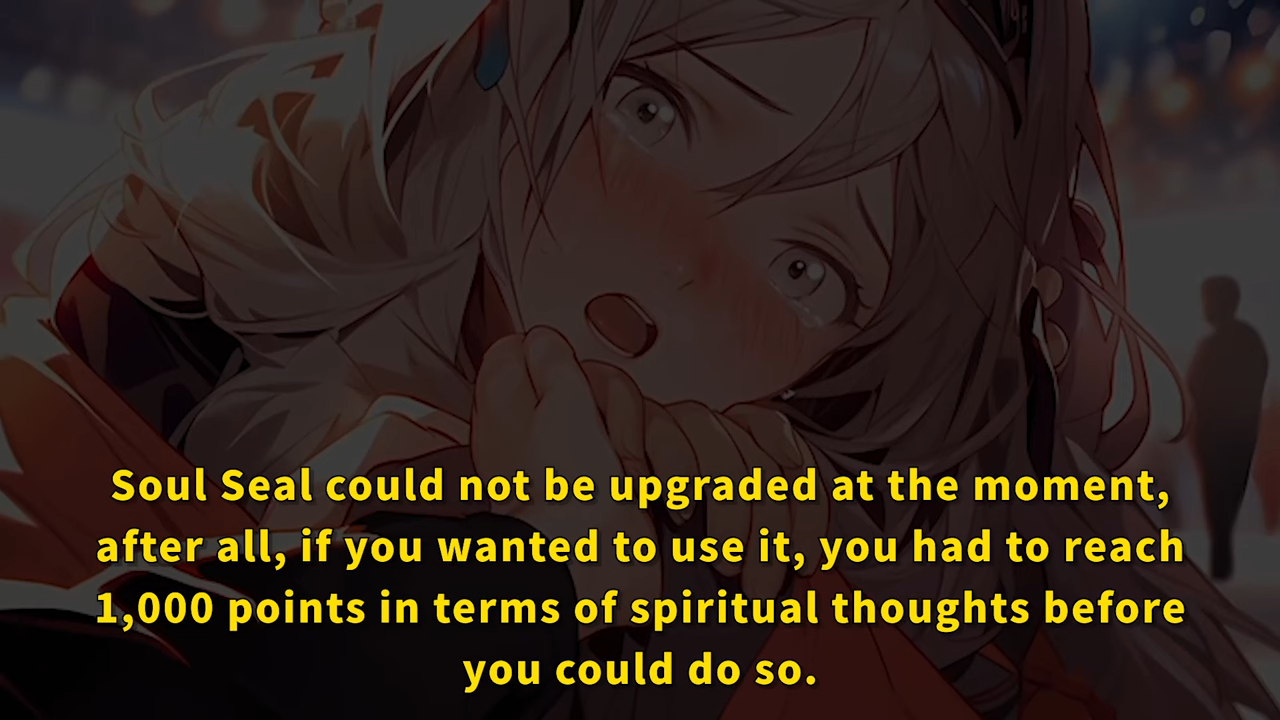 Soul Seal could not be upgraded at the moment,
after all, if you wanted to use it, you had to reach
1,000 points in terms of spiritual thoughts before
you could do so.